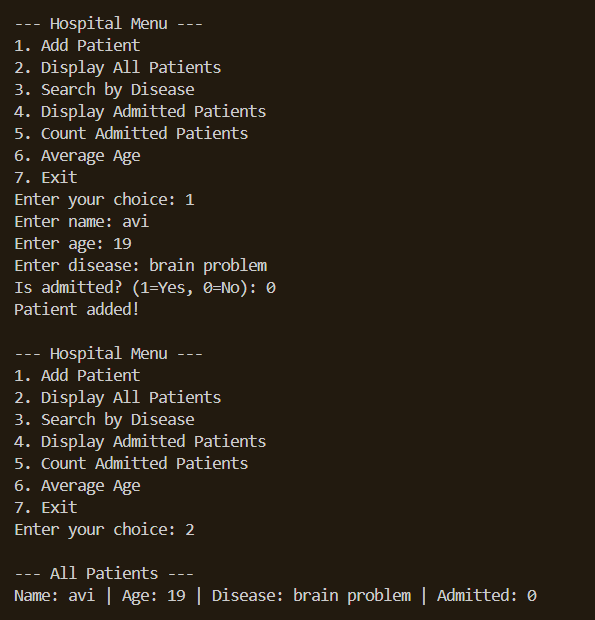 --- Hospital Menu ---
1. Add Patient
2. Display All Patients
3. Search by Disease
4. Display Admitted Patients
5. Count Admitted Patients
6. Average Age
7. Exit
Enter your choice: 1
Enter name: avi
Enter age: 19
Enter disease: brain problem
Is admitted? (1=Yes, 0=No): 0
Patient added!

--- Hospital Menu ---
1. Add Patient
2. Display All Patients
3. Search by Disease
4. Display Admitted Patients
5. Count Admitted Patients
6. Average Age
7. Exit
Enter your choice: 2

--- All Patients ---
Name: avi | Age: 19 | Disease: brain problem | Admitted: 0